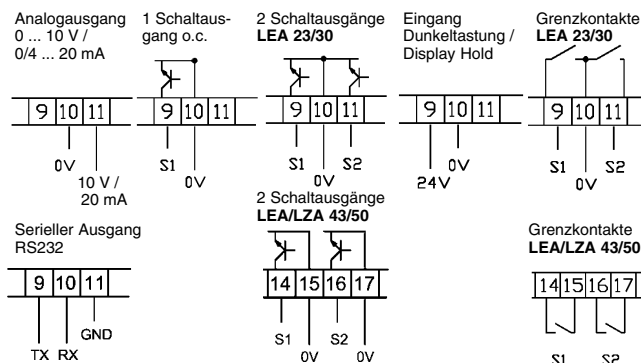 Analogausgang
0 ... 10 V /
0/4 ... 20 mA
9 10 11
0V
10 V /
20 mA
1 Schaltaus-
gang o.c.
9 10 11
S1
0V
2 Schaltausgänge
LEA 23/30
9 10 11
S1 S2
0V
Eingang
Dunkeltastung /
Display Hold
9 10 11
0V
24V
Grenzkontakte
LEA 23/30
9 10 11
S1 S2
0V
Serieller Ausgang
RS232
9 10 11
GND
TX RX
2 Schaltausgänge
LEA/LZA 43/50
14 15 16 17
S1 S2
0V 0V
Grenzkontakte
LEA/LZA 43/50
14 15 16 17
S1 S2